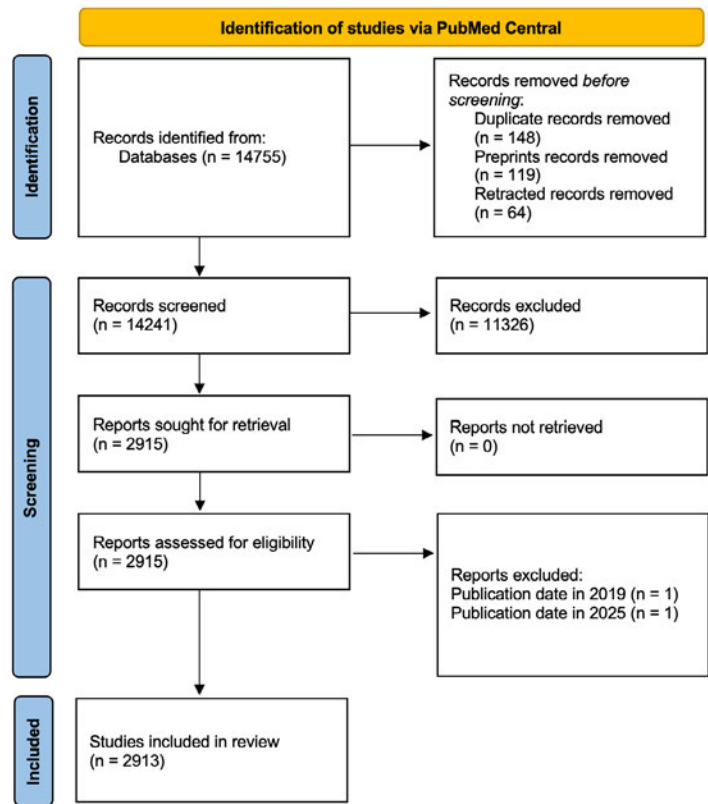 Identification of studies via PubMed Central
Identification
Records identified from:
Databases (n = 14755)
Records removed before
screening:
Duplicate records removed
(n = 148)
Preprints records removed
(n = 119)
Retracted records removed
(n = 64)
Screening
Records screened
(n = 14241)
Records excluded
(n = 11326)
Reports sought for retrieval
(n = 2915)
Reports not retrieved
(n = 0)
Reports assessed for eligibility
(n = 2915)
Reports excluded:
Publication date in 2019 (n = 1)
Publication date in 2025 (n = 1)
Included
Studies included in review
(n = 2913)